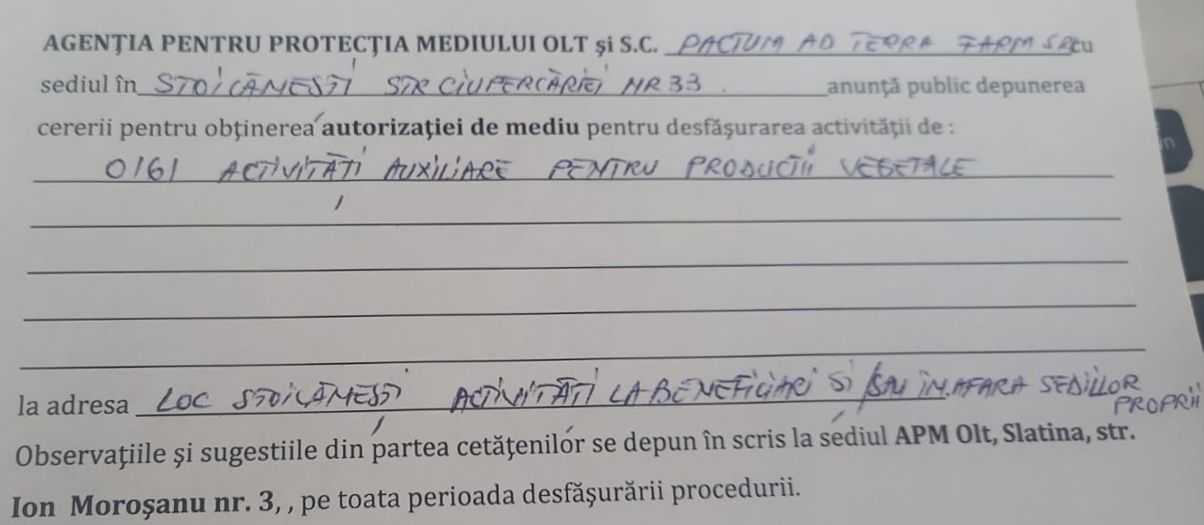 AGENŢIA PENTRU PROTECŢIA MEDIULUI OLT şi S.C. PACTUM AD TERRA FARM SRL cu
sediul în STOICĂNEŞTI STR CIUPERCĂRIEI NR 33 anunţă public depunerea
cererii pentru obţinerea autorizaţiei de mediu pentru desfăşurarea activităţii de :
0161 ACTIVITĂŢI AUXILIARE PENTRU PRODUCTII VEGETALE
la adresa LOC STOICĂNEŞTI ACTIVITĂŢI LA BENEFICIARI ŞI SAU IN AFARA SEDIILOR
PROPRII
Observaţiile şi sugestiile din partea cetăţenilor se depun în scris la sediul APM Olt, Slatina, str.
Ion Moroşanu nr. 3, , pe toata perioada desfăşurării procedurii.